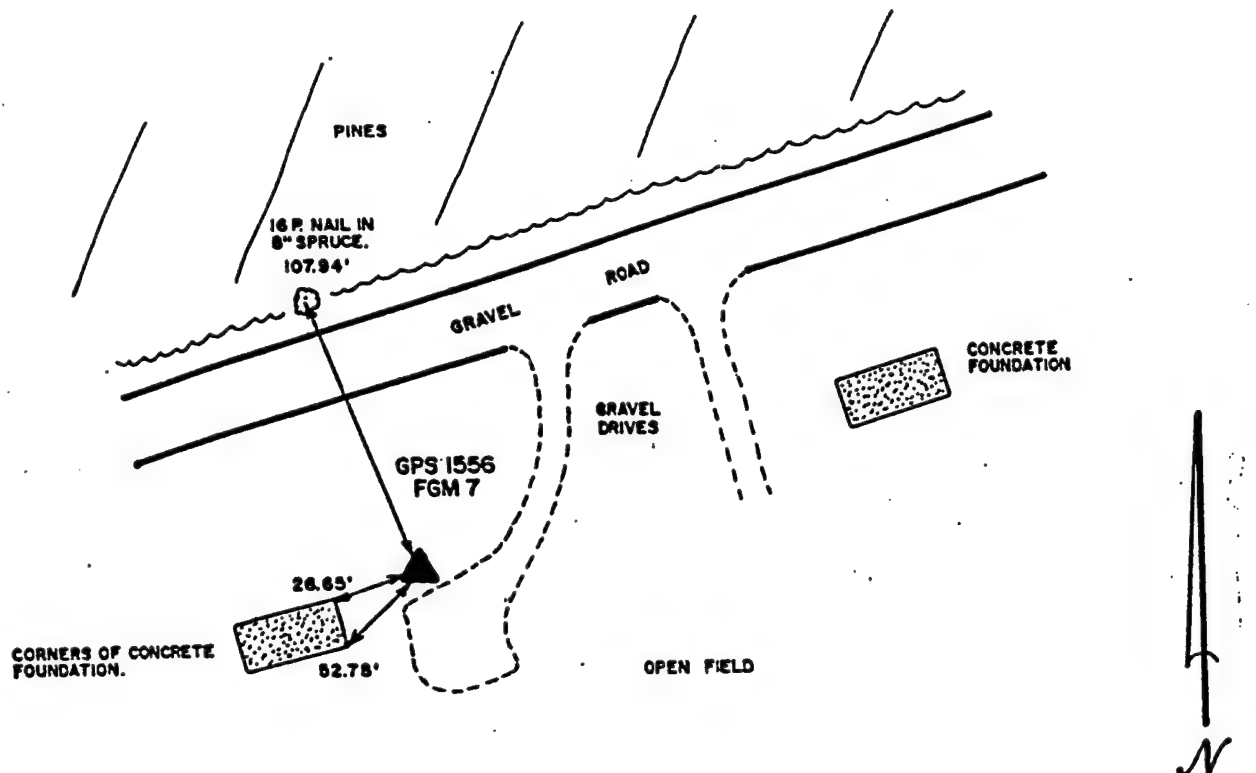 PINES
16 P. NAIL IN
8" SPRUCE.
107.94'
GRAVEL ROAD
GPS 1556
FGM 7
GRAVEL
DRIVES
CONCRETE
FOUNDATION
26.65'
CORNERS OF CONCRETE
FOUNDATION.
52.78'
OPEN FIELD
N